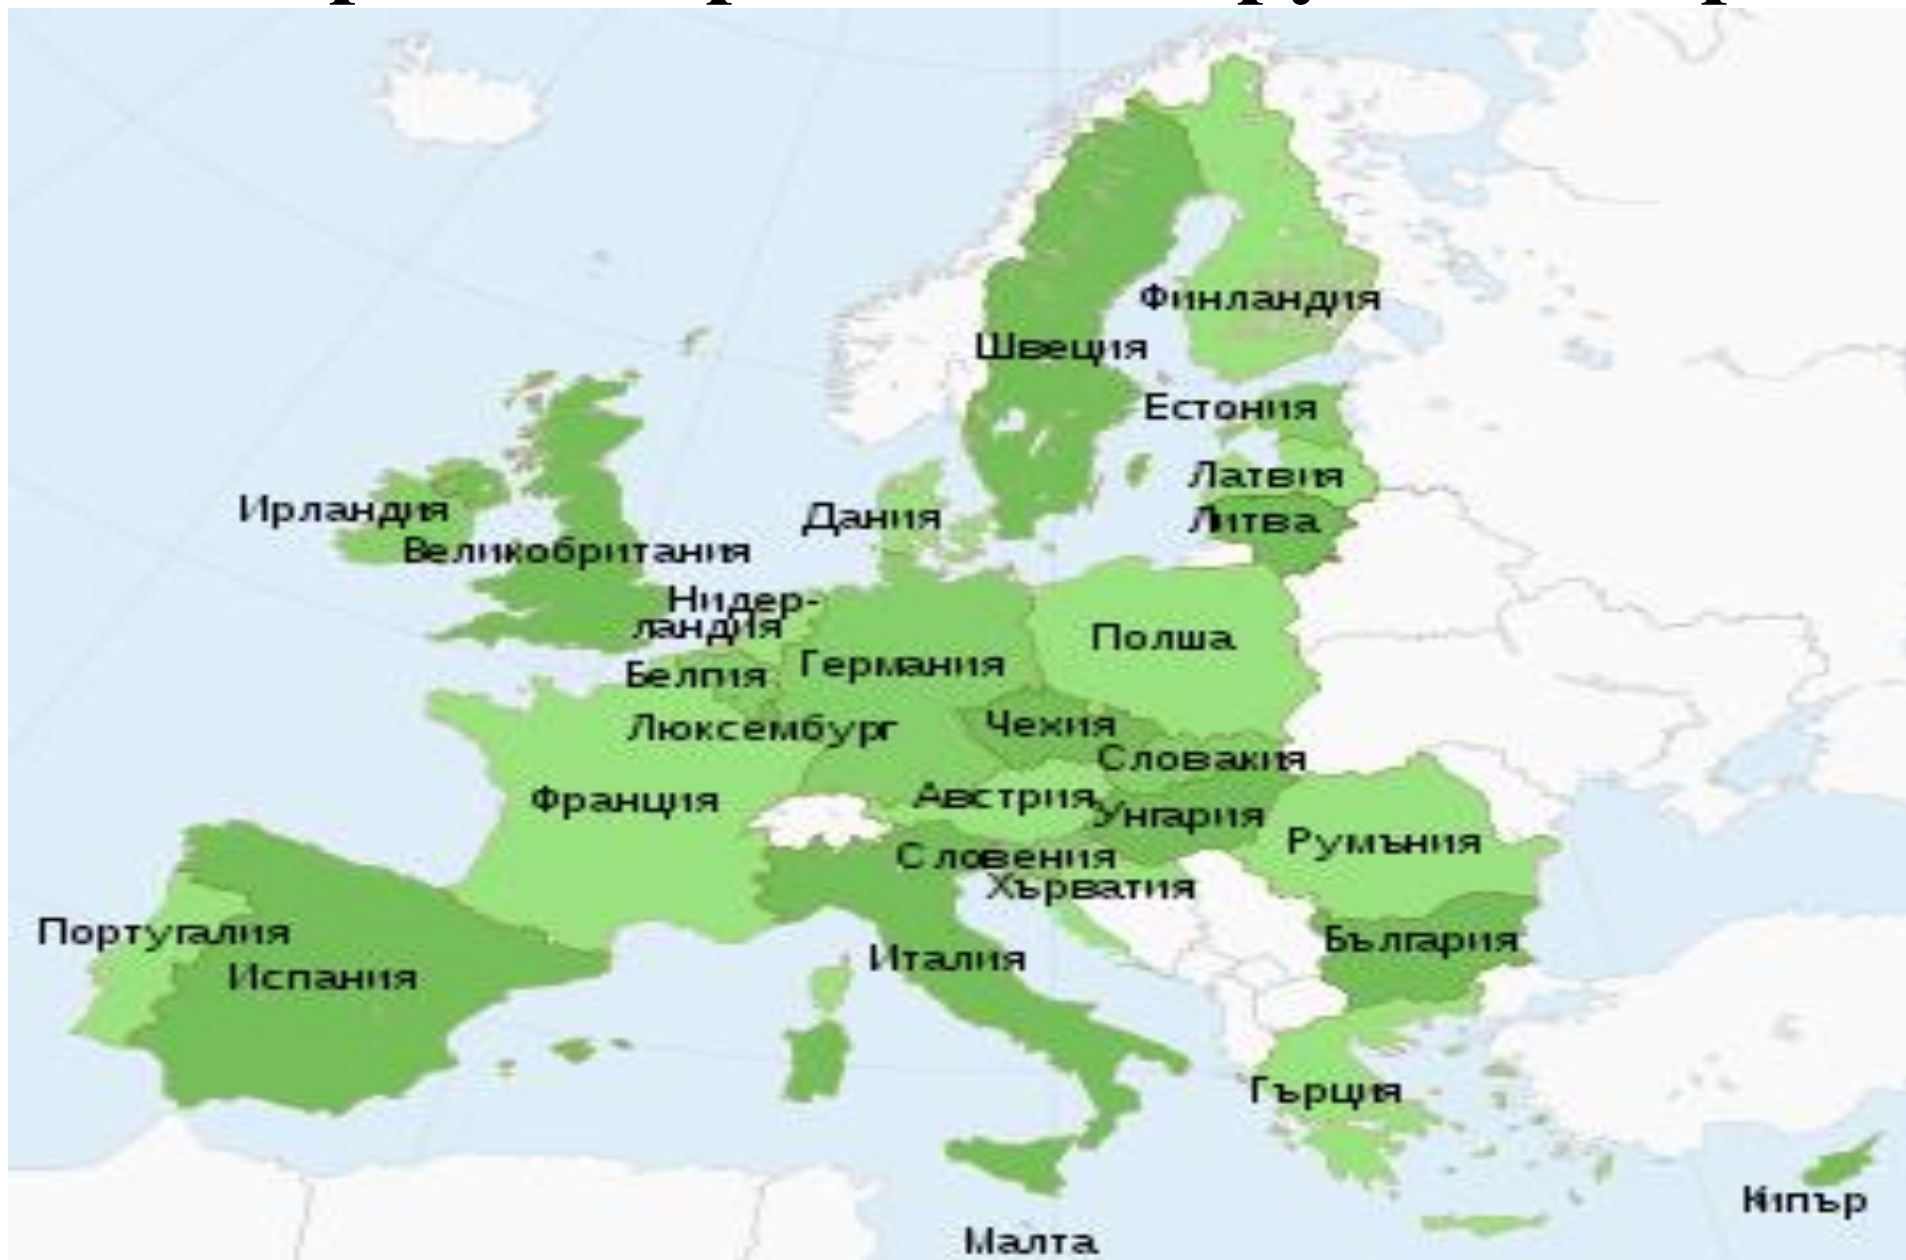 Финландия
Швеция
Естония
Латвия
Ирландия
Дания
Литва
Великобритания
Нидер-
ландия
Полша
Германия
Белгия
Чехия
Люксембург
Словакия
Австрия
Франция
Унгария
Румъния
Словения
Хърватия
Португалия
България
Италия
Испания
Гърция
Кипър
Малта